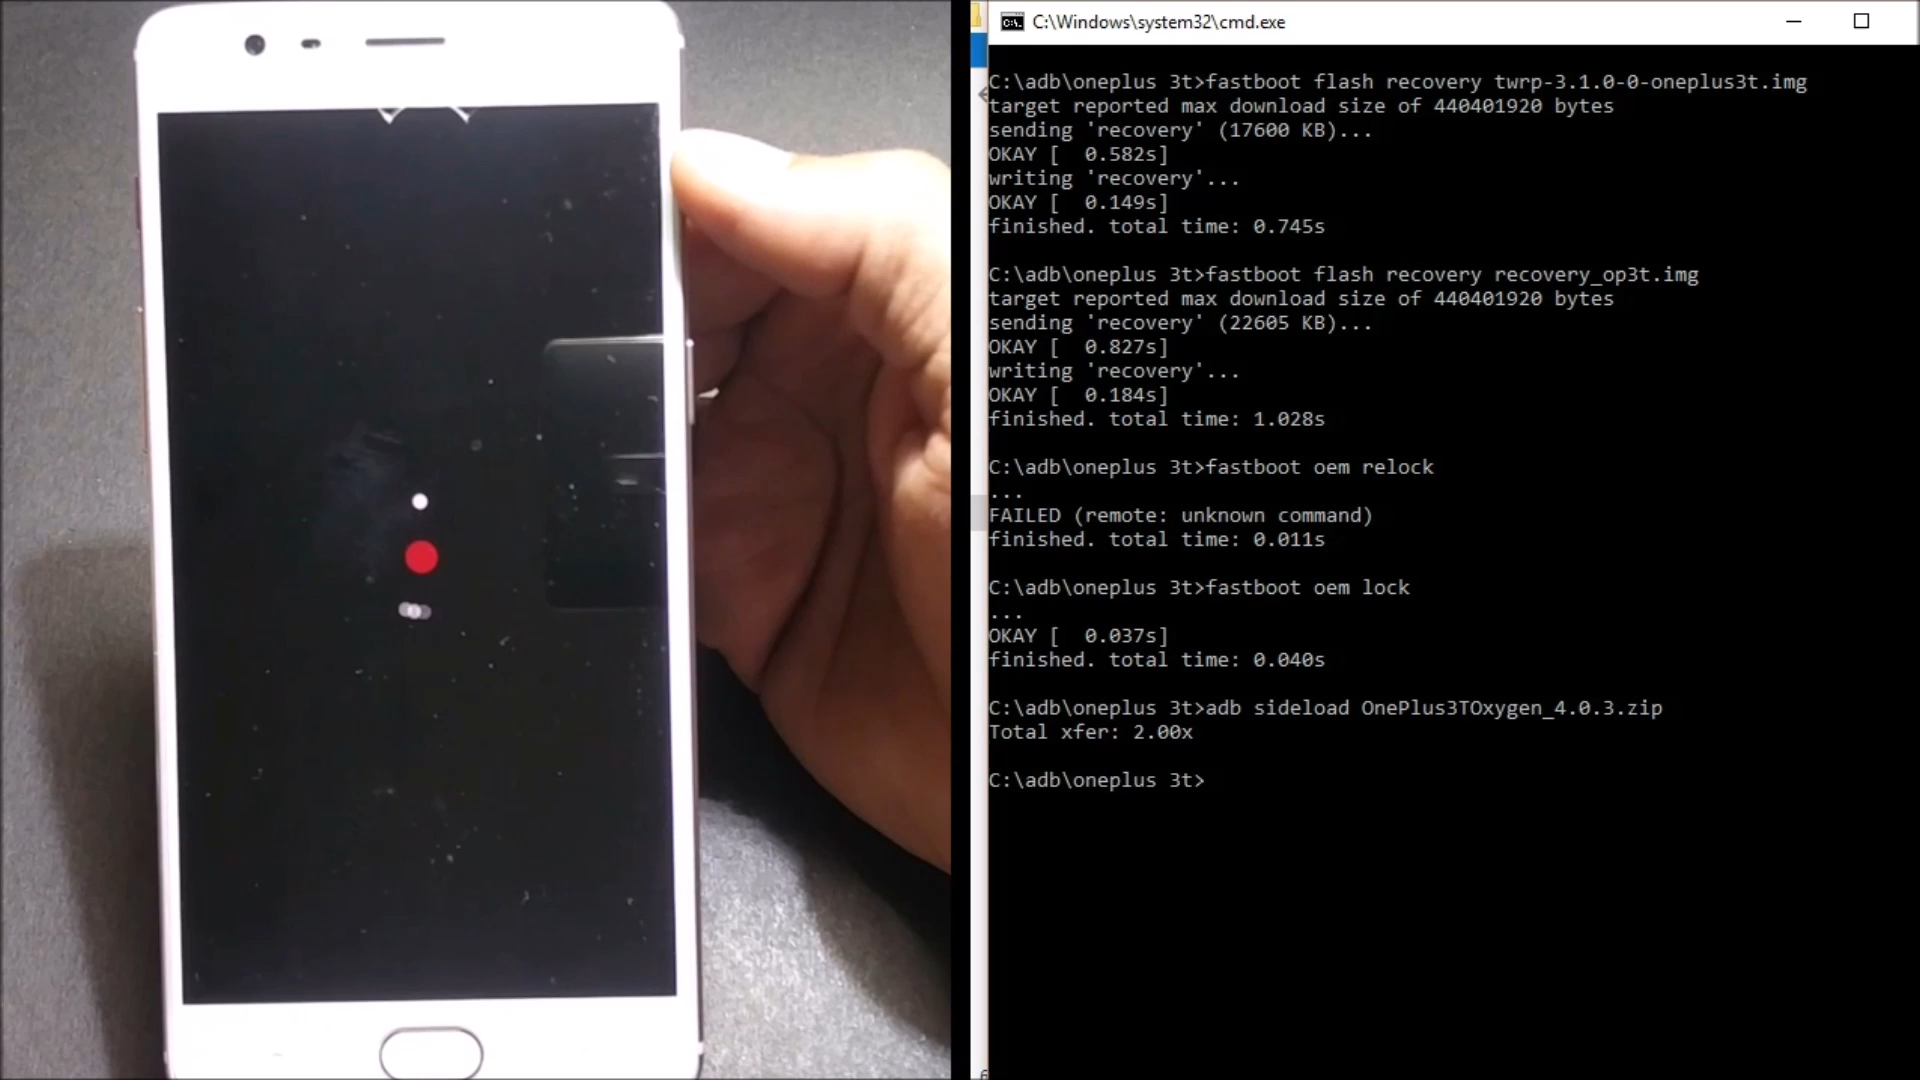 C:\Windows\system32\cmd.exe
C:\adb\oneplus 3t>fastboot flash recovery twrp-3.1.0-0-oneplus3t.img
target reported max download size of 440401920 bytes
sending 'recovery' (17600 KB)...
OKAY [  0.582s]
writing 'recovery'...
OKAY [  0.149s]
finished. total time: 0.745s
C:\adb\oneplus 3t>fastboot flash recovery recovery_op3t.img
target reported max download size of 440401920 bytes
sending 'recovery' (22605 KB)...
OKAY [  0.827s]
writing 'recovery'...
OKAY [  0.184s]
finished. total time: 1.028s
C:\adb\oneplus 3t>fastboot oem relock
...
FAILED (remote: unknown command)
finished. total time: 0.011s
C:\adb\oneplus 3t>fastboot oem lock
...
OKAY [  0.037s]
finished. total time: 0.040s
C:\adb\oneplus 3t>adb sideload OnePlus3TOxygen_4.0.3.zip
Total xfer: 2.00x
C:\adb\oneplus 3t>